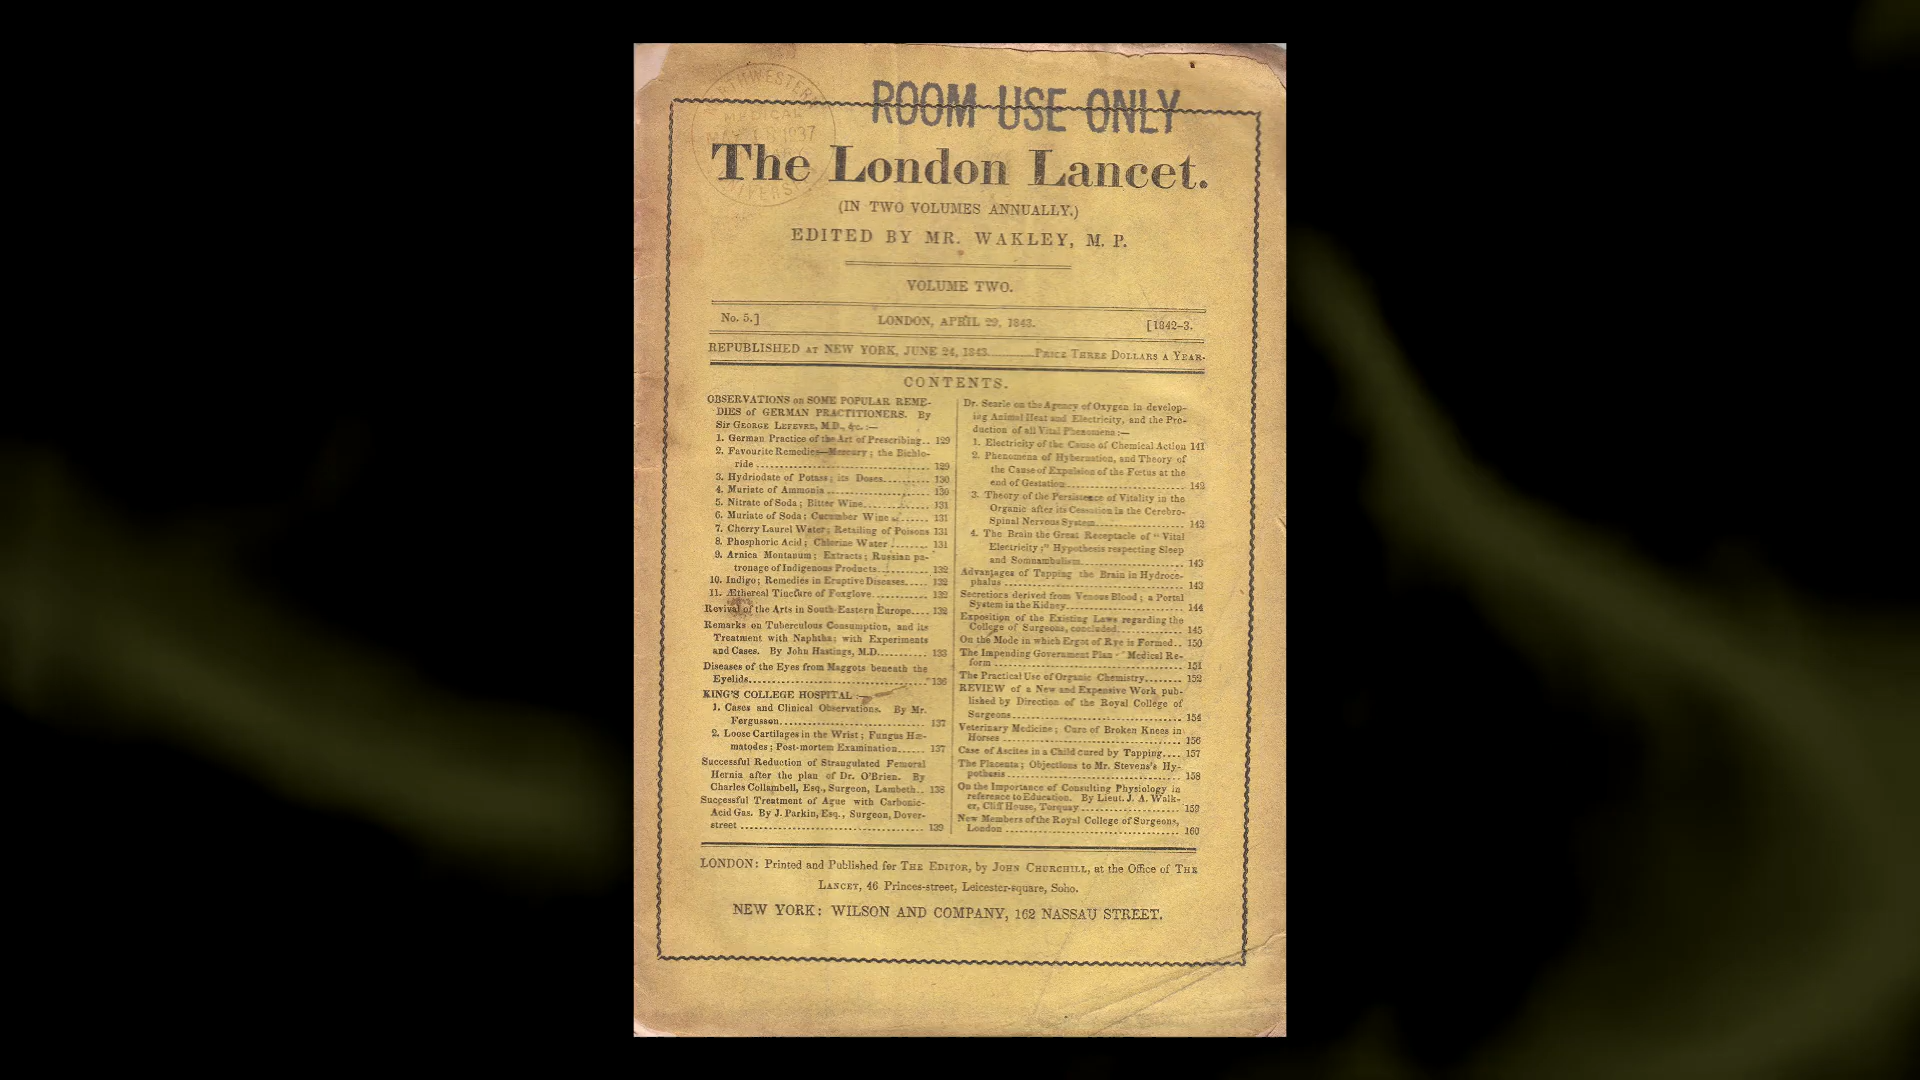 NORTHWESTERN
MEDICAL
ROOM USE ONLY
The London Lancet.
(IN TWO VOLUMES ANNUALLY.)
EDITED BY MR. WAKLEY, M. P.
VOLUME TWO.
No. 5.] LONDON, APRIL 29, 1843. [1842-3.
REPUBLISHED AT NEW YORK, JUNE 24, 1843. PRICE THREE DOLLARS A YEAR.
CONTENTS.
OBSERVATIONS on SOME POPULAR REME-
DIES of GERMAN PRACTITIONERS. By
Sir GEORGE LEFEVRE, M.D., &c. :—
1. German Practice of the Art of Prescribing.. 129
2. Favourite Remedies—Mercury; the Bichlo-
ride .... 129
3. Hydriodate of Potass; its Doses.... 130
4. Muriate of Ammonia .... 130
5. Nitrate of Soda; Bitter Wine.... 131
6. Muriate of Soda; Cucumber Wine .... 131
7. Cherry Laurel Water; Retailing of Poisons 131
8. Phosphoric Acid; Chlorine Water .... 131
9. Arnica Montanum; Extracts; Russian pa-
tronage of Indigenous Products.... 132
10. Indigo; Remedies in Eruptive Diseases.... 132
11. Æthereal Tincture of Foxglove.... 132
Revival of the Arts in South-Eastern Europe.... 132
Remarks on Tuberculous Consumption, and its
Treatment with Naphtha; with Experiments
and Cases. By John Hastings, M.D.... 133
Diseases of the Eyes from Maggots beneath the
Eyelids.... 136
KING'S COLLEGE HOSPITAL :—
1. Cases and Clinical Observations. By Mr.
Fergusson.... 137
2. Loose Cartilages in the Wrist; Fungus Hæ-
matodes; Post-mortem Examination.... 137
Successful Reduction of Strangulated Femoral
Hernia after the plan of Dr. O'Brien. By
Charles Collambell, Esq., Surgeon, Lambeth.. 138
Successful Treatment of Ague with Carbonic-
Acid Gas. By J. Parkin, Esq., Surgeon, Dover-
street .... 139
Dr. Searle on the Agency of Oxygen in develop-
ing Animal Heat and Electricity, and the Pro-
duction of all Vital Phenomena :—
1. Electricity of the Cause of Chemical Action 141
2. Phenomena of Hybernation, and Theory of
the Cause of Expulsion of the Fœtus at the
end of Gestation.... 142
3. Theory of the Persistence of Vitality in the
Organic after its Cessation in the Cerebro-
Spinal Nervous System.... 142
4. The Brain the Great Receptacle of "Vital
Electricity;" Hypothesis respecting Sleep
and Somnambulism.... 143
Advantages of Tapping the Brain in Hydroce-
phalus .... 143
Secretions derived from Venous Blood; a Portal
System in the Kidney.... 144
Exposition of the Existing Laws regarding the
College of Surgeons, concluded.... 145
On the Mode in which Ergot of Rye is Formed.. 150
The Impending Government Plan - Medical Re-
form .... 151
The Practical Use of Organic Chemistry.... 152
REVIEW of a New and Expensive Work pub-
lished by Direction of the Royal College of
Surgeons.... 154
Veterinary Medicine; Cure of Broken Knees in
Horses .... 156
Case of Ascites in a Child cured by Tapping.... 157
The Placenta; Objections to Mr. Stevens's Hy-
pothesis .... 158
On the Importance of Consulting Physiology in
reference to Education. By Lieut. J. A. Walk-
er, Cliff House, Torquay.... 159
New Members of the Royal College of Surgeons,
London .... 160
LONDON: Printed and Published for THE EDITOR, by JOHN CHURCHILL, at the Office of THE
LANCET, 46 Princes-street, Leicester-square, Soho.
NEW YORK: WILSON AND COMPANY, 162 NASSAU STREET.